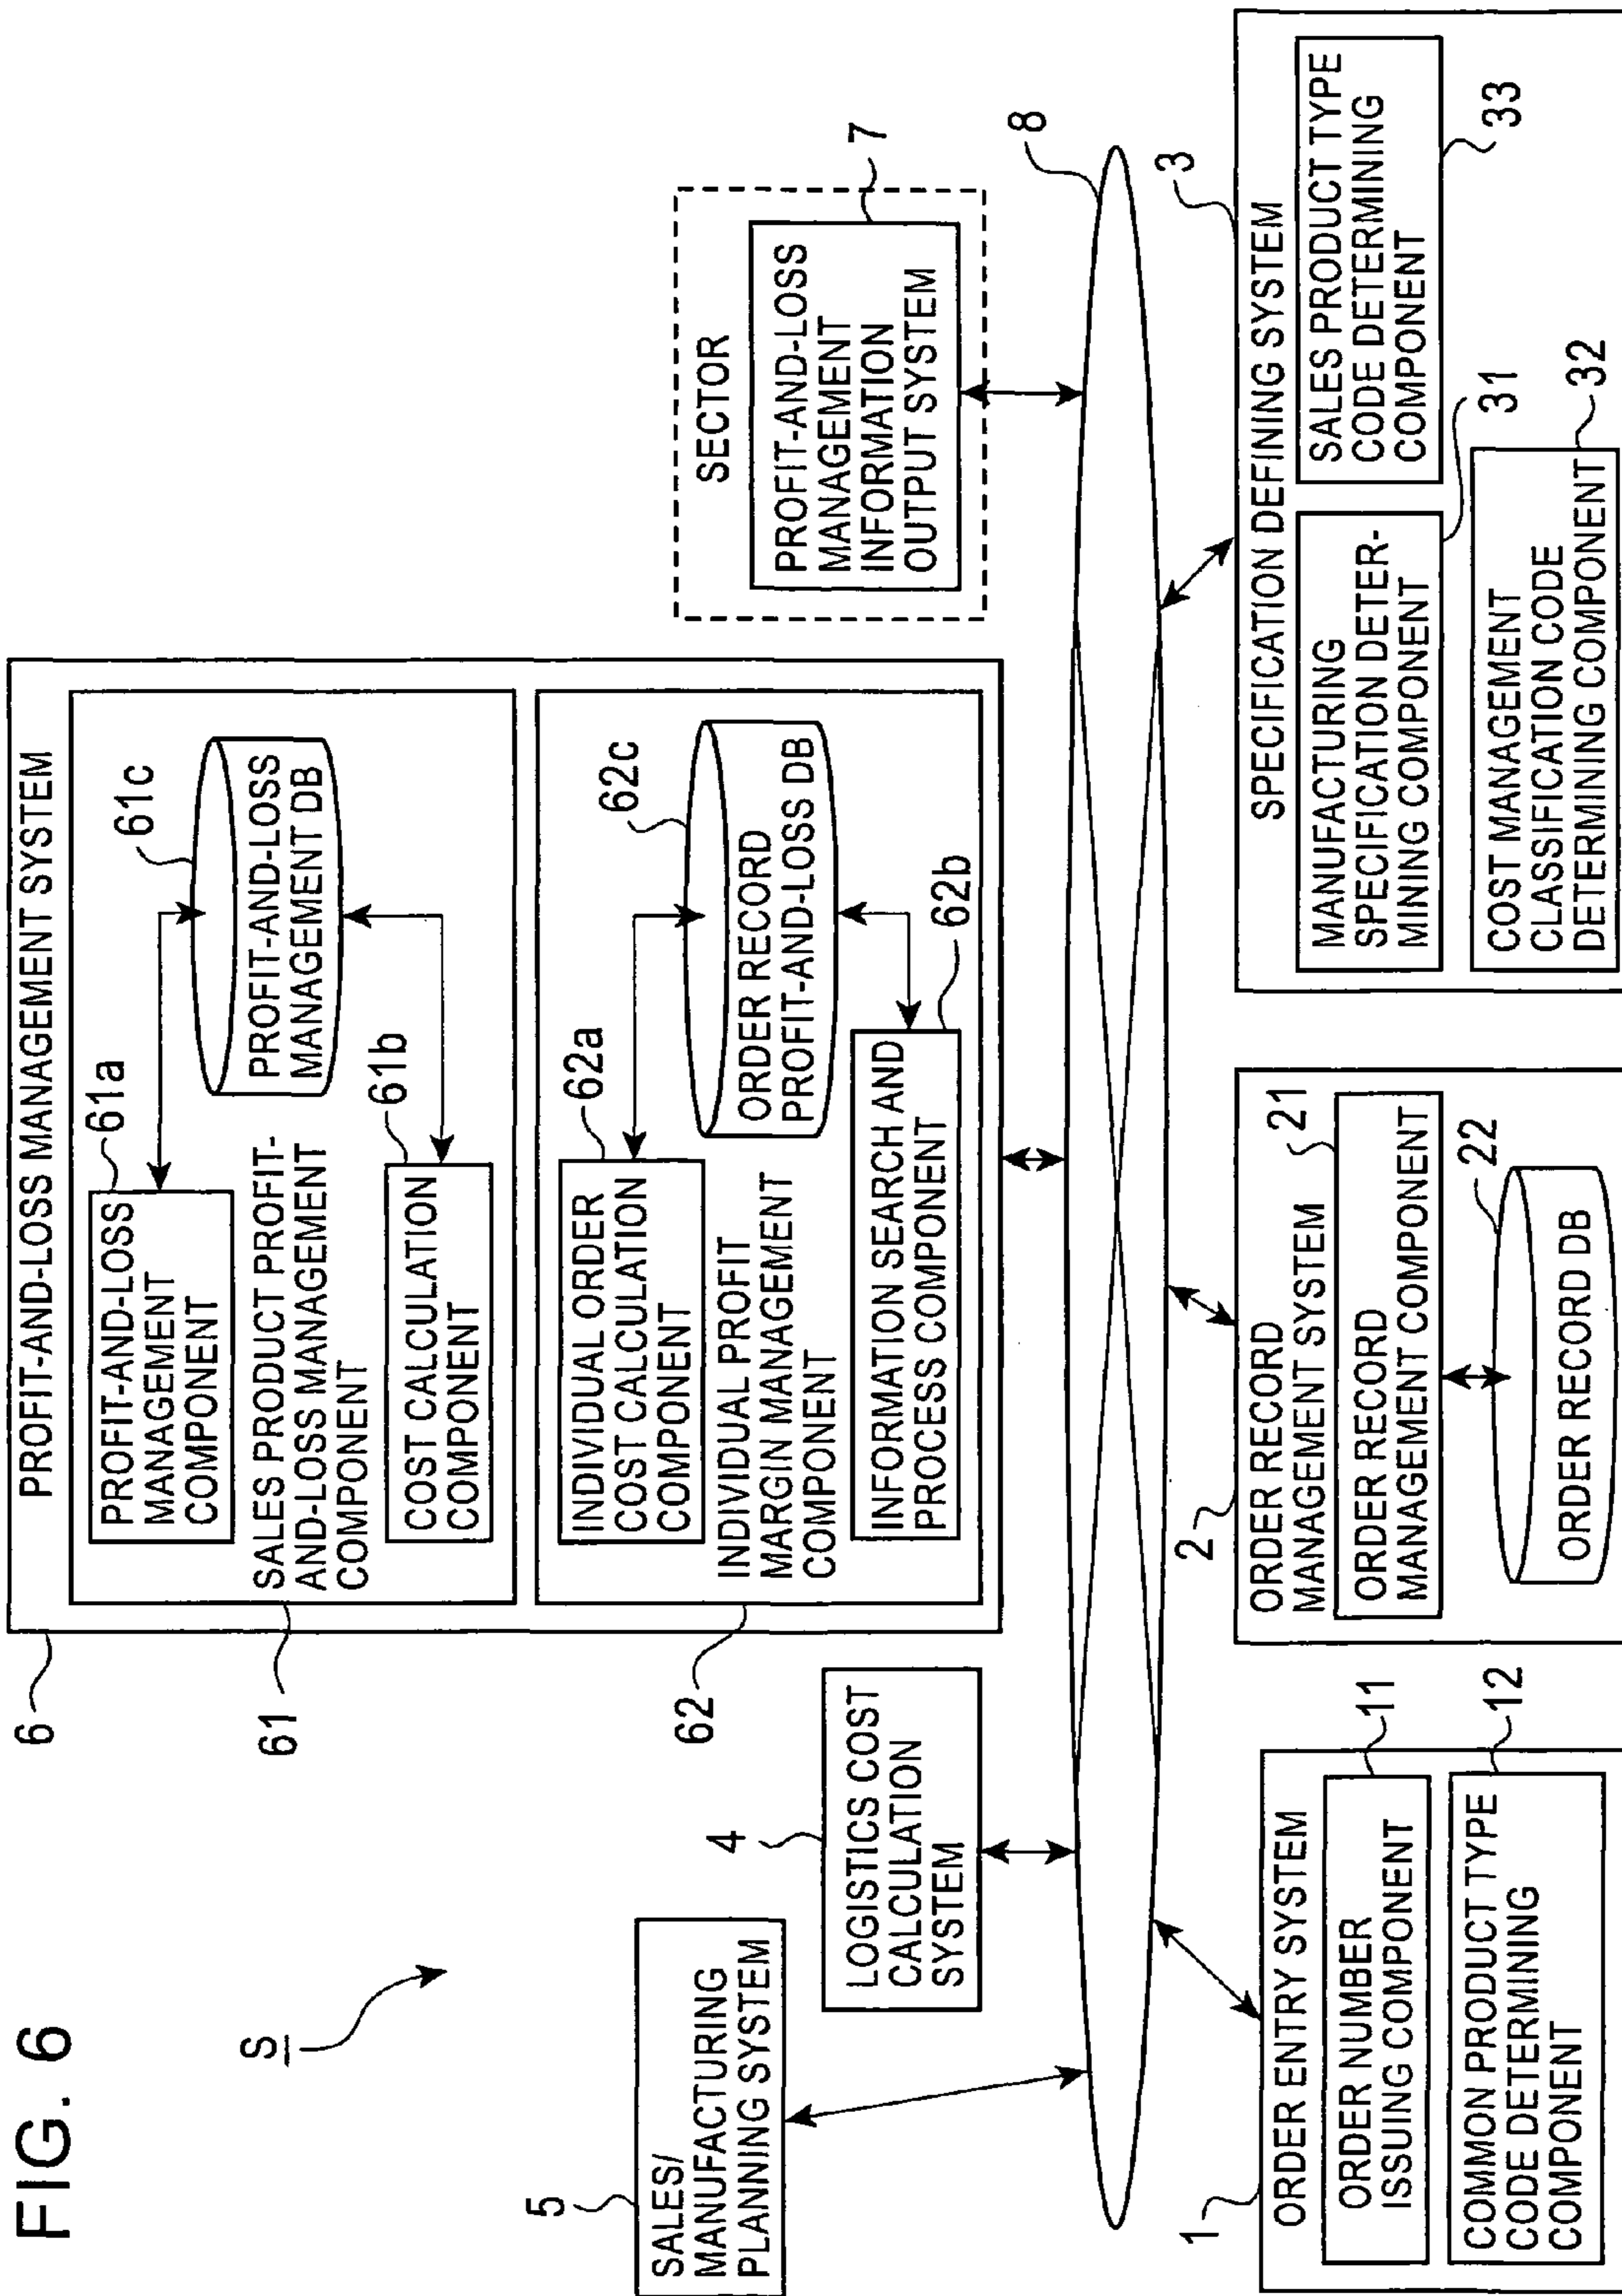 FIG. 6
S
6
PROFIT-AND-LOSS MANAGEMENT SYSTEM
61
61a
PROFIT-AND-LOSS
MANAGEMENT
COMPONENT
61c
PROFIT-AND-LOSS
MANAGEMENT DB
SALES PRODUCT PROFIT-
AND-LOSS MANAGEMENT
COMPONENT
61b
COST CALCULATION
COMPONENT
62
62a
INDIVIDUAL ORDER
COST CALCULATION
COMPONENT
62c
ORDER RECORD
PROFIT-AND-LOSS DB
INDIVIDUAL PROFIT
MARGIN MANAGEMENT
COMPONENT
62b
INFORMATION SEARCH AND
PROCESS COMPONENT
5
SALES/
MANUFACTURING
PLANNING SYSTEM
4
LOGISTICS COST
CALCULATION
SYSTEM
SECTOR
7
PROFIT-AND-LOSS
MANAGEMENT
INFORMATION
OUTPUT SYSTEM
8
1
ORDER ENTRY SYSTEM
11
ORDER NUMBER
ISSUING COMPONENT
12
COMMON PRODUCT TYPE
CODE DETERMINING
COMPONENT
2
ORDER RECORD
MANAGEMENT SYSTEM
21
ORDER RECORD
MANAGEMENT COMPONENT
22
ORDER RECORD DB
3
SPECIFICATION DEFINING SYSTEM
MANUFACTURING
SPECIFICATION DETER-
MINING COMPONENT
31
SALES PRODUCT TYPE
CODE DETERMINING
COMPONENT
33
COST MANAGEMENT
CLASSIFICATION CODE
DETERMINING COMPONENT
32